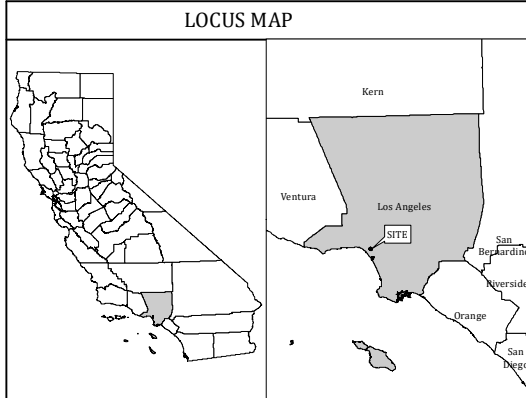 LOCUS MAP
Kern
Ventura
Los Angeles
SITE
San
Bernardino
Riverside
Orange
San
Diego